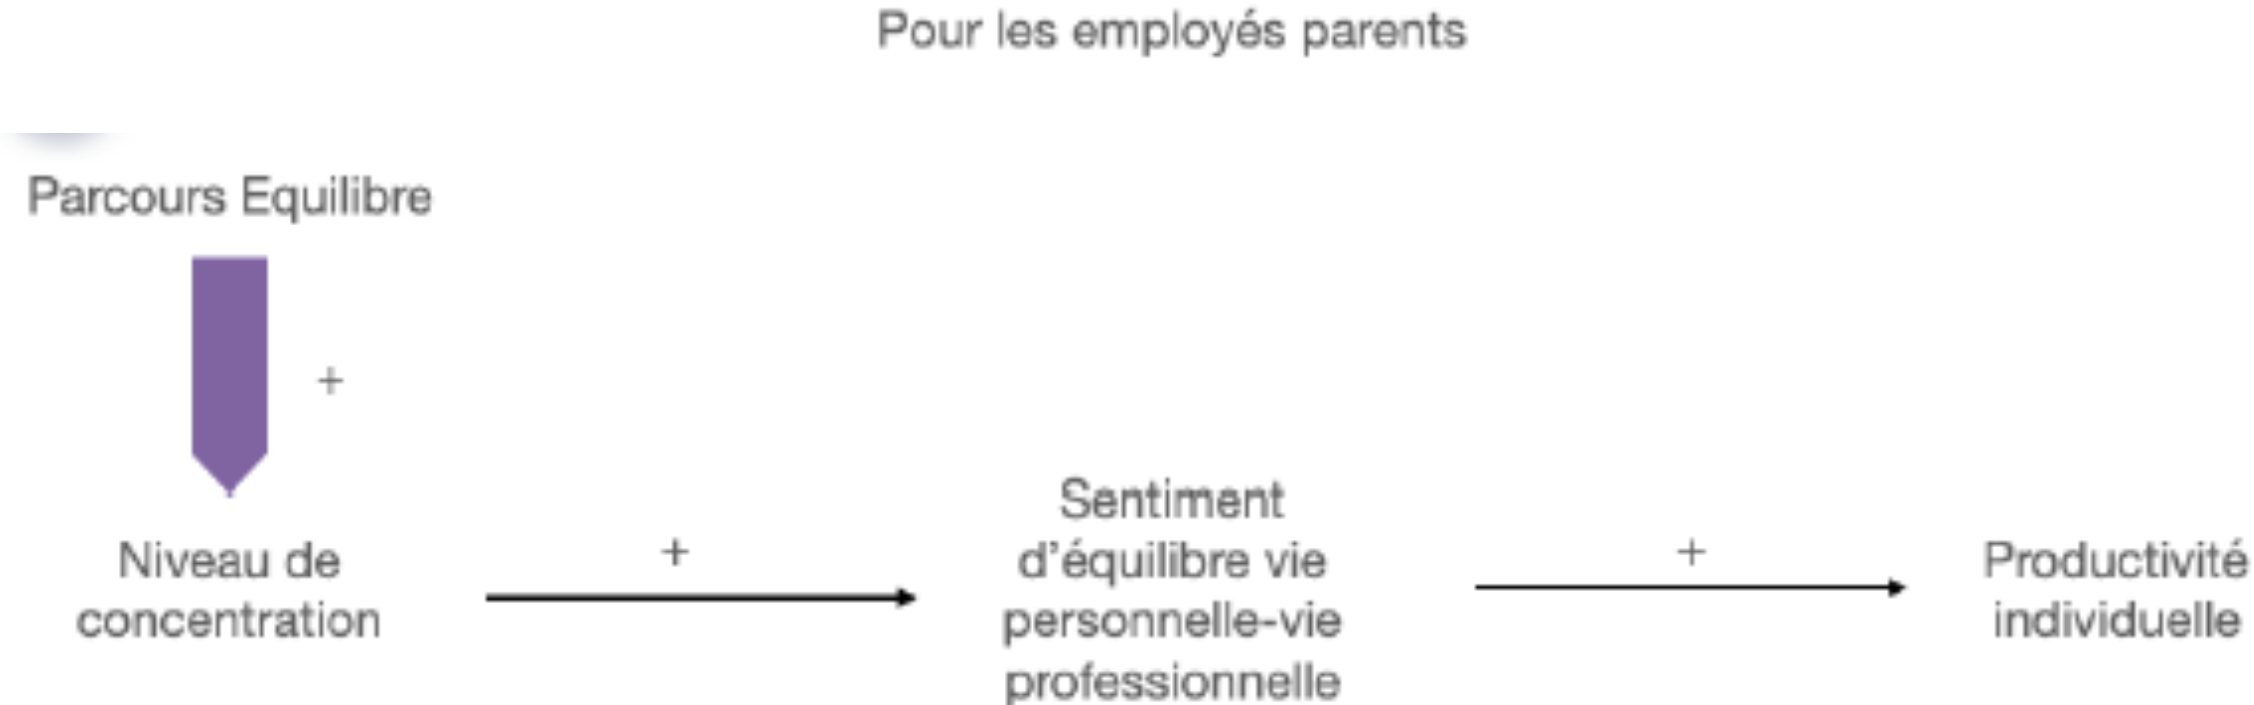 Pour les employés parents
Parcours Equilibre
+
Niveau de
concentration
+
Sentiment
d'équilibre vie
personnelle-vie
professionnelle
+
Productivité
individuelle